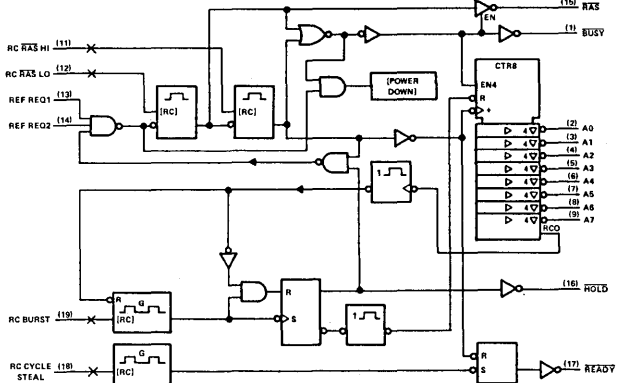 (15) RAS
EN
(1) BUSY
RC RAS HI (11)
RC RAS LO (12)
REF REQ1 (13)
REF REQ2 (14)
[RC]
[RC]
[POWER
DOWN]
CTR8
EN4
R
+
4 (2) A0
4 (3) A1
4 (4) A2
4 (5) A3
4 (6) A4
4 (7) A5
4 (8) A6
4 (9) A7
RCO
1
R
G
[RC]
RC BURST (19)
R
S
1
(16) HOLD
RC CYCLE
STEAL (18)
G
[RC]
R
S
(17) READY